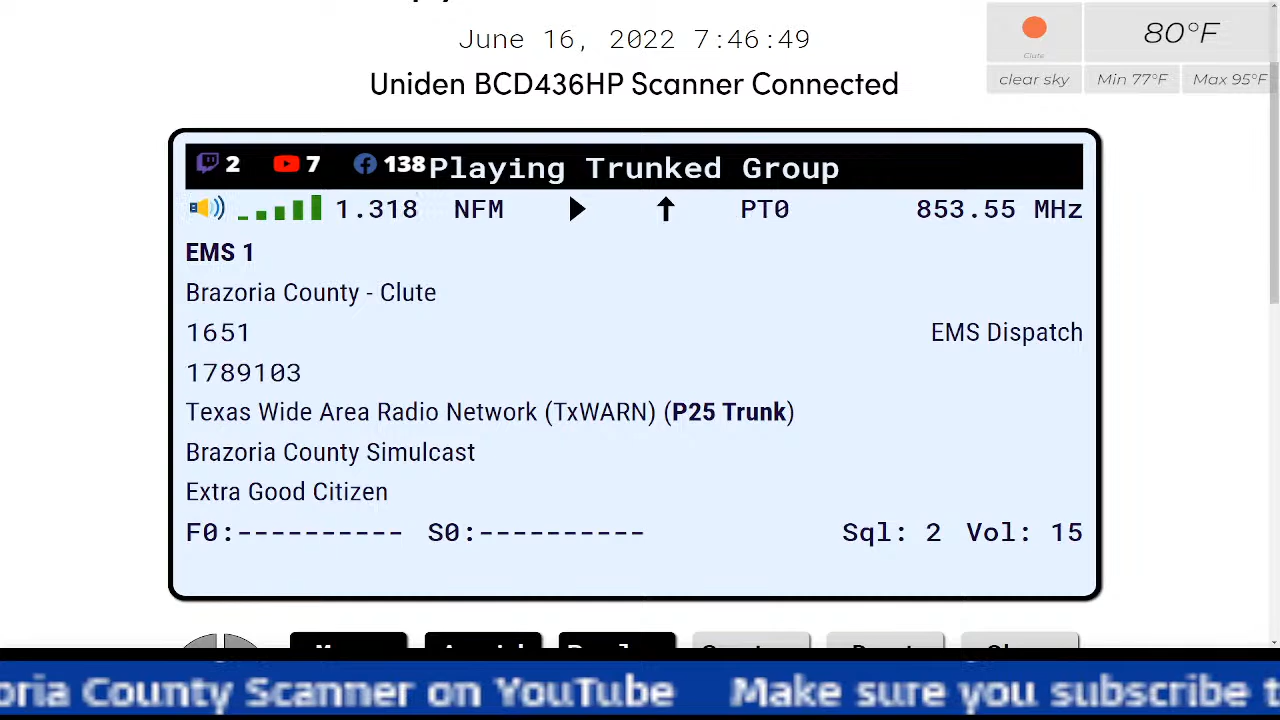 June 16, 2022 7:46:49
Uniden BCD436HP Scanner Connected
80°F
Clute
clear sky Min 77°F Max 95°F
2 7 138 Playing Trunked Group
1.318 NFM PT0 853.55 MHz
EMS 1
Brazoria County - Clute
1651 EMS Dispatch
1789103
Texas Wide Area Radio Network (TxWARN) (P25 Trunk)
Brazoria County Simulcast
Extra Good Citizen
F0:---------- S0:---------- Sql: 2 Vol: 15
oria County Scanner on YouTube Make sure you subscribe t